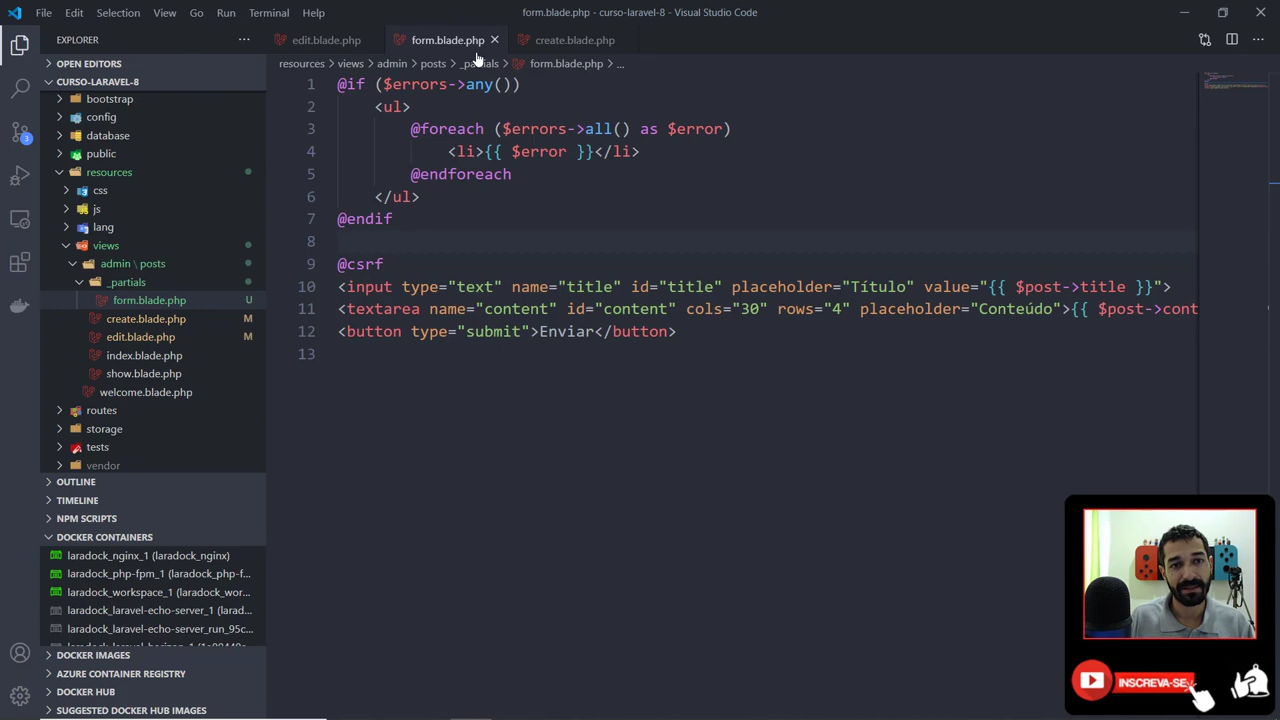 File Edit Selection View Go Run Terminal Help
form.blade.php - curso-laravel-8 - Visual Studio Code
EXPLORER
edit.blade.php
form.blade.php
create.blade.php
OPEN EDITORS
resources > views > admin > posts > _partials > form.blade.php > ...
CURSO-LARAVEL-8
bootstrap
config
database
public
resources
css
js
lang
views
admin \ posts
_partials
form.blade.php U
create.blade.php M
edit.blade.php M
index.blade.php
show.blade.php
welcome.blade.php
routes
storage
tests
vendor
OUTLINE
TIMELINE
NPM SCRIPTS
DOCKER CONTAINERS
laradock_nginx_1 (laradock_nginx)
laradock_php-fpm_1 (laradock_php-f...
laradock_workspace_1 (laradock_wor...
laradock_laravel-echo-server_1 (larad...
laradock_laravel-echo-server_run_95c...
DOCKER IMAGES
AZURE CONTAINER REGISTRY
DOCKER HUB
SUGGESTED DOCKER HUB IMAGES
3
1 @if ($errors->any())
2 <ul>
3 @foreach ($errors->all() as $error)
4 <li>{{ $error }}</li>
5 @endforeach
6 </ul>
7 @endif
8
9 @csrf
10 <input type="text" name="title" id="title" placeholder="Título" value="{{ $post->title }}">
11 <textarea name="content" id="content" cols="30" rows="4" placeholder="Conteúdo">{{ $post->cont
12 <button type="submit">Enviar</button>
13
INSCREVA-SE